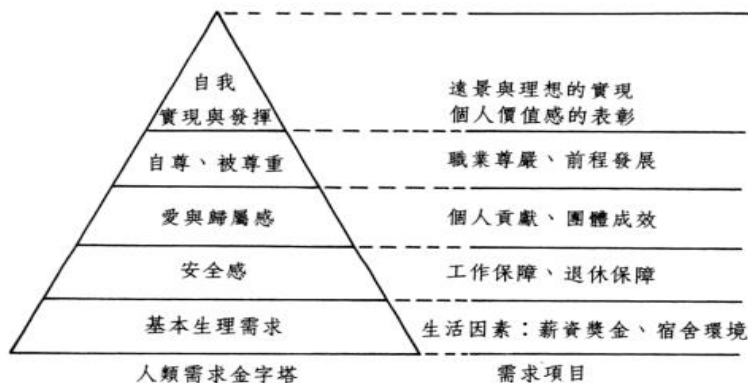 自我
實現與發揮
遠景與理想的實現
個人價值感的表彰
自尊、被尊重
職業尊嚴、前程發展
愛與歸屬感
個人貢獻、團體成效
安全感
工作保障、退休保障
基本生理需求
生活因素：薪資獎金、宿舍環境
人類需求金字塔
需求項目